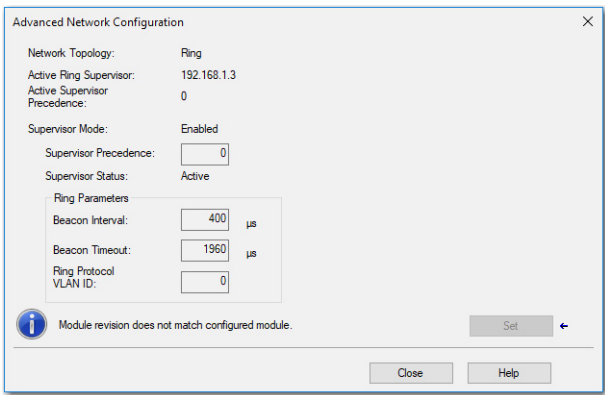 Advanced Network Configuration
Network Topology: Ring
Active Ring Supervisor: 192.168.1.3
Active Supervisor
Precedence: 0
Supervisor Mode: Enabled
Supervisor Precedence: 0
Supervisor Status: Active
Ring Parameters
Beacon Interval: 400 µs
Beacon Timeout: 1960 µs
Ring Protocol
VLAN ID: 0
Module revision does not match configured module. Set
Close Help